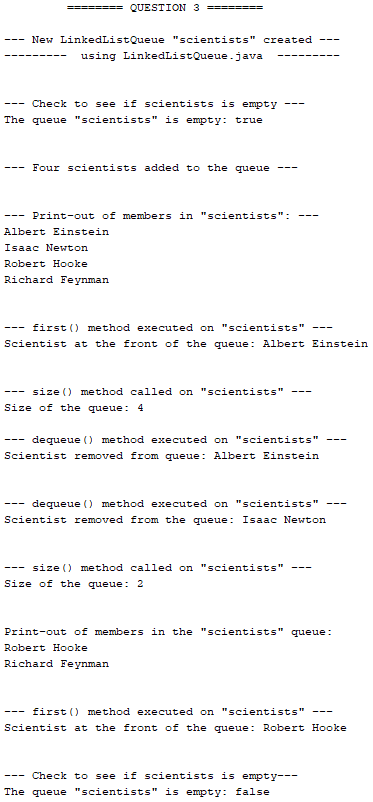 ======== QUESTION 3 ========
--- New LinkedListQueue "scientists" created ---
--------- using LinkedListQueue.java ---------
--- Check to see if scientists is empty ---
The queue "scientists" is empty: true
--- Four scientists added to the queue ---
--- Print-out of members in "scientists": ---
Albert Einstein
Isaac Newton
Robert Hooke
Richard Feynman
--- first() method executed on "scientists" ---
Scientist at the front of the queue: Albert Einstein
--- size() method called on "scientists" ---
Size of the queue: 4
--- dequeue() method executed on "scientists" ---
Scientist removed from queue: Albert Einstein
--- dequeue() method executed on "scientists" ---
Scientist removed from the queue: Isaac Newton
--- size() method called on "scientists" ---
Size of the queue: 2
Print-out of members in the "scientists" queue:
Robert Hooke
Richard Feynman
--- first() method executed on "scientists" ---
Scientist at the front of the queue: Robert Hooke
--- Check to see if scientists is empty---
The queue "scientists" is empty: false